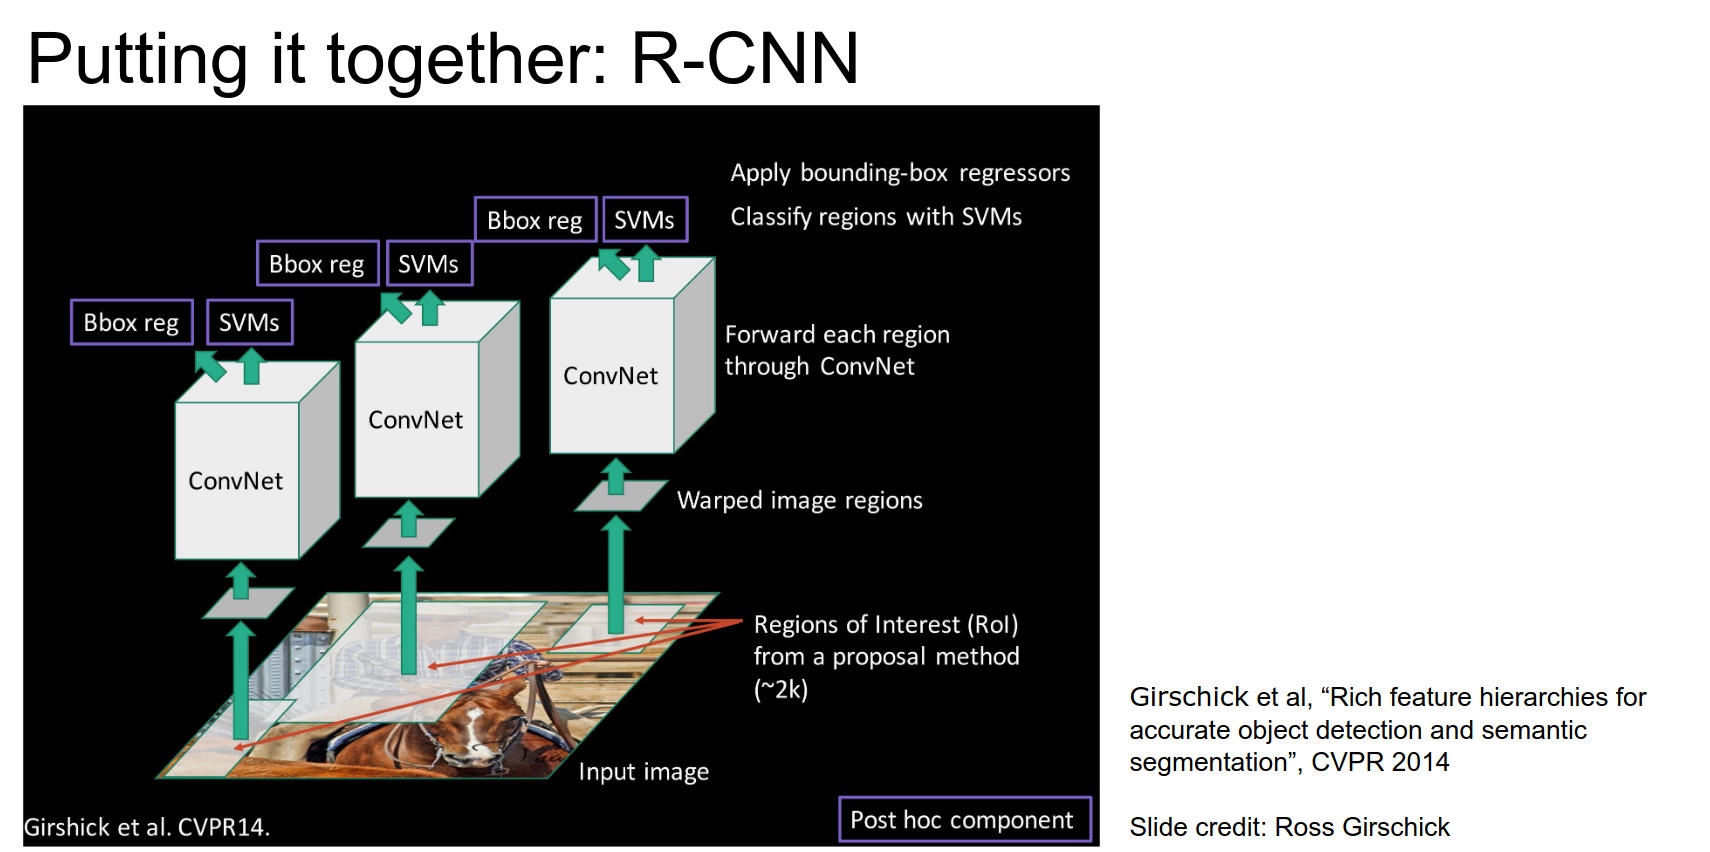 Putting it together: R-CNN
Apply bounding-box regressors
Bbox reg SVMs
Classify regions with SVMs
Bbox reg SVMs
Bbox reg SVMs
Forward each region
through ConvNet
ConvNet
ConvNet
ConvNet
Warped image regions
Regions of Interest (RoI)
from a proposal method
(~2k)
Input image
Post hoc component
Girshick et al. CVPR14.
Girschick et al, “Rich feature hierarchies for
accurate object detection and semantic
segmentation”, CVPR 2014
Slide credit: Ross Girschick